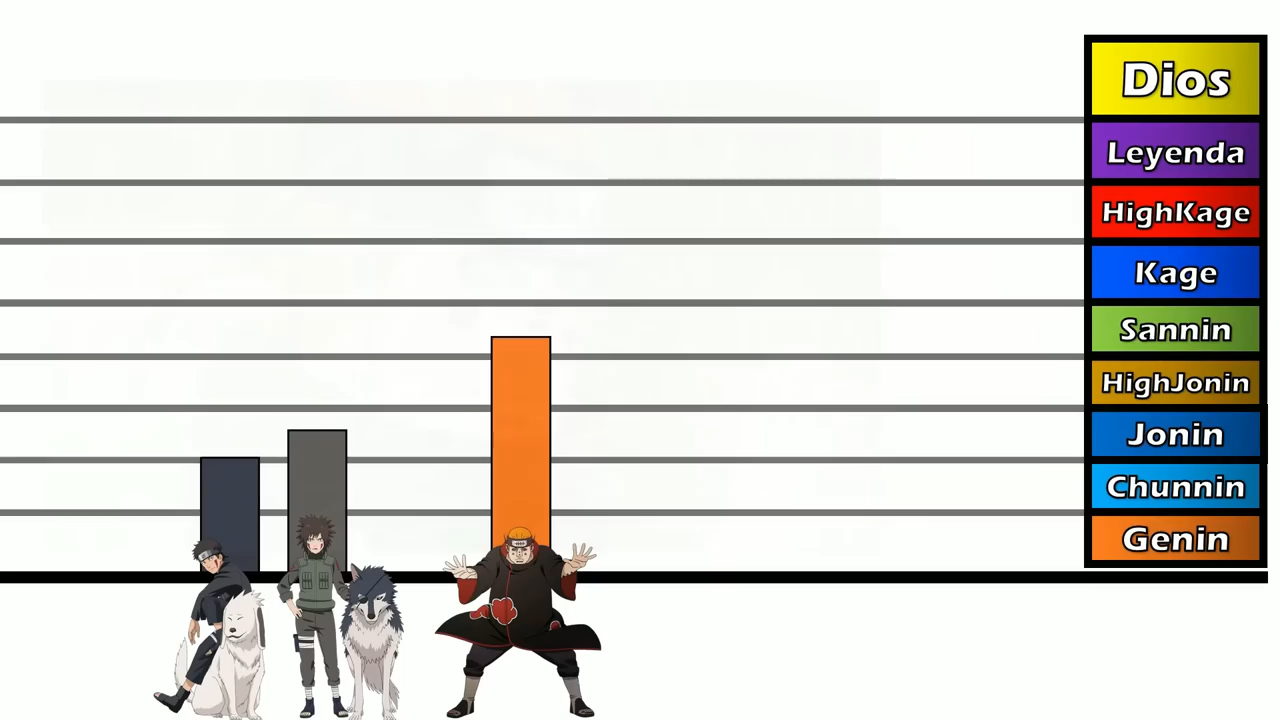 Dios
Leyenda
HighKage
Kage
Sannin
HighJonin
Jonin
Chunnin
Genin